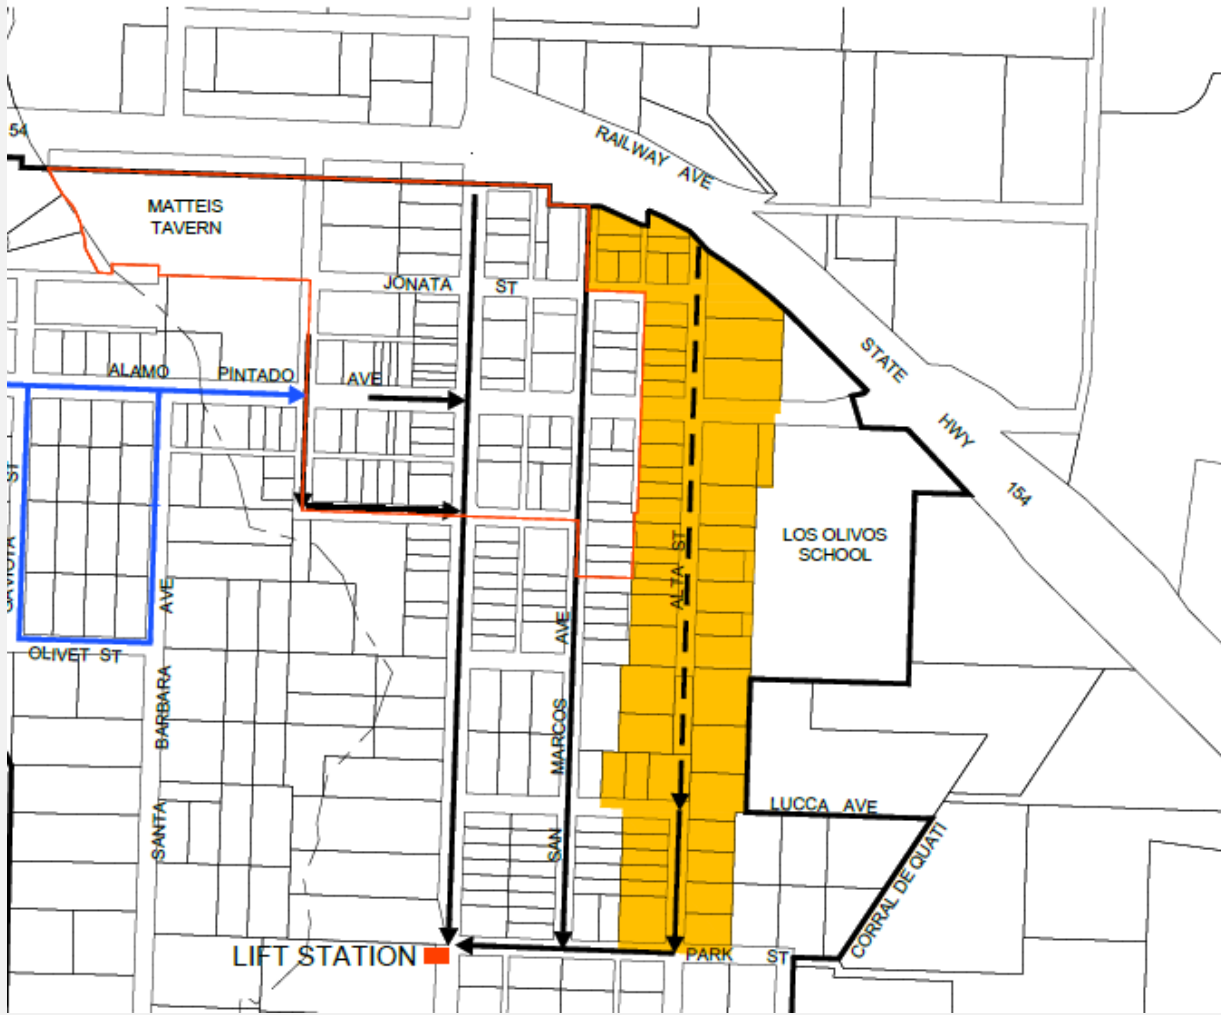 54
RAILWAY AVE
MATTEIS
TAVERN
JONATA ST
STATE HWY 154
ALAMO PINTADO AVE
GAVIOTA ST
LOS OLIVOS
SCHOOL
ALTA ST
OLIVET ST
SANTA BARBARA AVE
SAN MARCOS AVE
LUCCA AVE
CORRAL DE QUATI
LIFT STATION
PARK ST